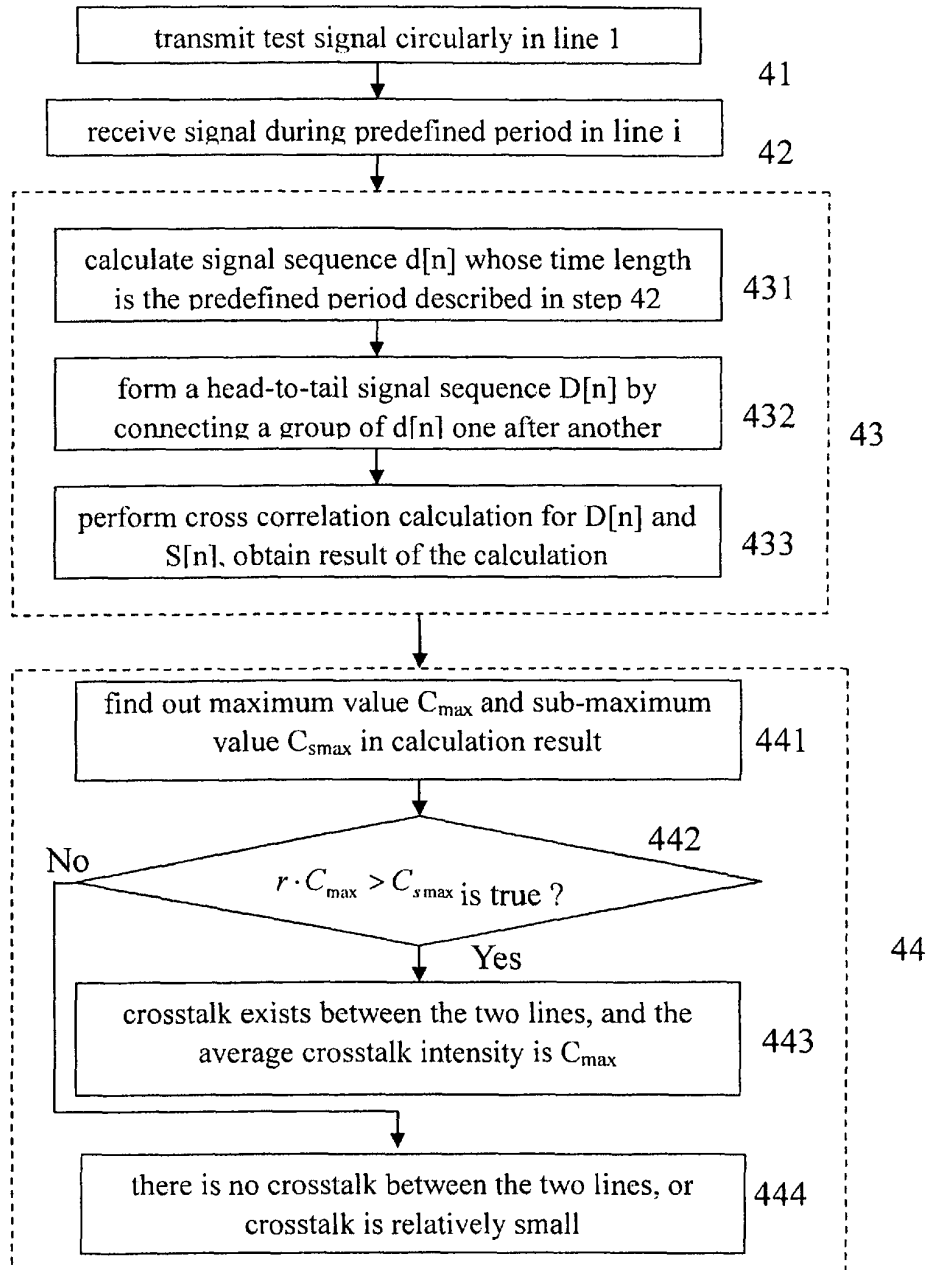 transmit test signal circularly in line 1
41
receive signal during predefined period in line i
42
calculate signal sequence d[n] whose time length
is the predefined period described in step 42
431
form a head-to-tail signal sequence D[n] by
connecting a group of d[n] one after another
432
43
perform cross correlation calculation for D[n] and
S[n], obtain result of the calculation
433
find out maximum value Cmax and sub-maximum
value Csmax in calculation result
441
442
No
r · Cmax > Csmax is true ?
Yes
44
crosstalk exists between the two lines, and the
average crosstalk intensity is Cmax
443
there is no crosstalk between the two lines, or
crosstalk is relatively small
444